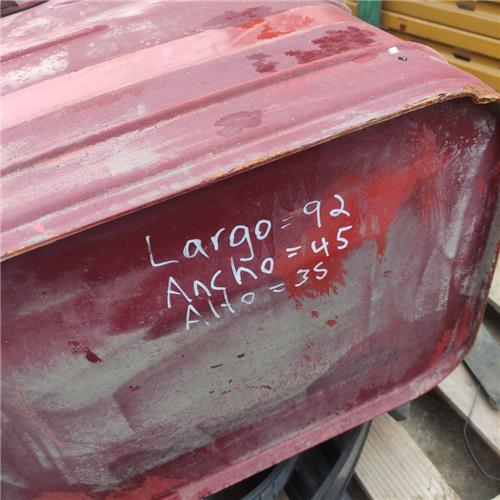 Largo = 92
Ancho = 45
Alto = 35